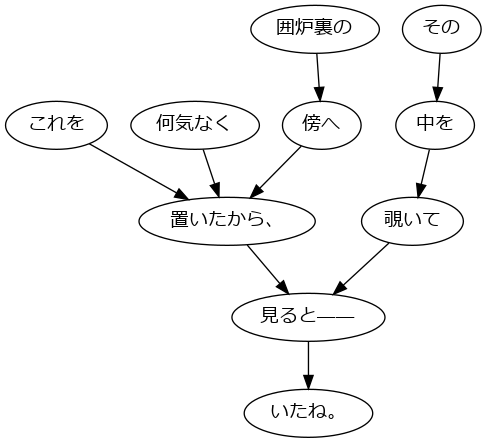 囲炉裏の
その
これを
何気なく
傍へ
中を
置いたから、
覗いて
見ると――
いたね。